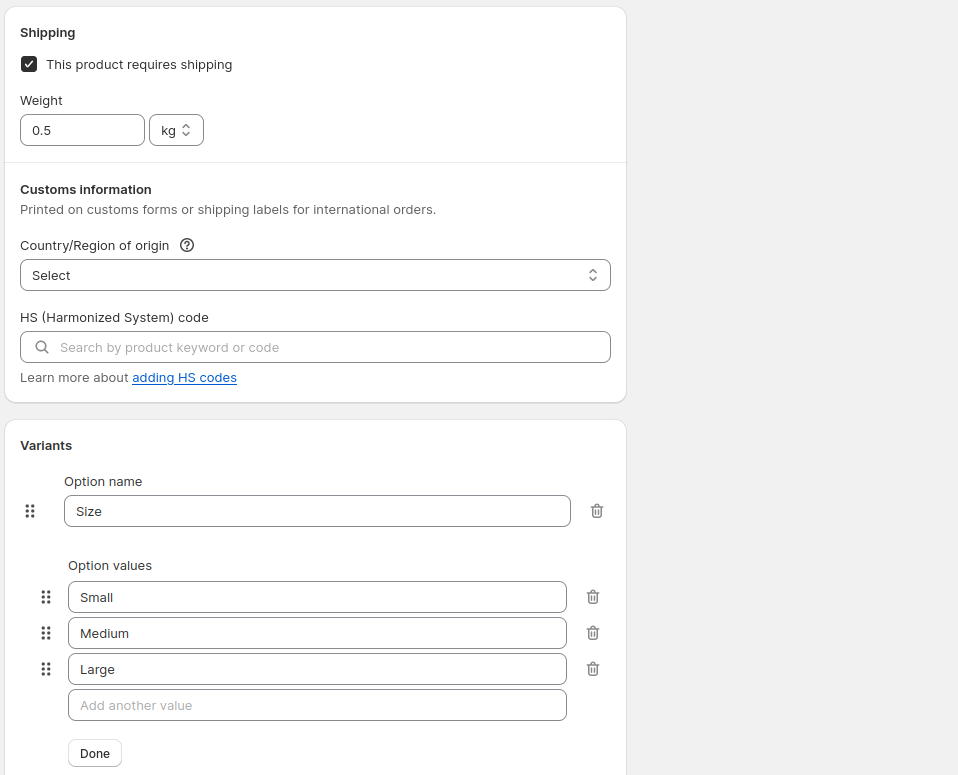 Shipping
This product requires shipping
Weight
0.5 kg
Customs information
Printed on customs forms or shipping labels for international orders.
Country/Region of origin
Select
HS (Harmonized System) code
Search by product keyword or code
Learn more about adding HS codes
Variants
Option name
Size
Option values
Small
Medium
Large
Add another value
Done